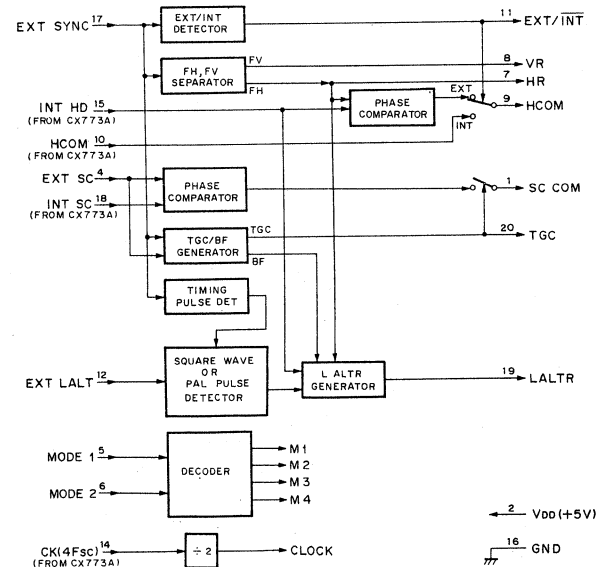 EXT SYNC 17
EXT/INT
DETECTOR
11 EXT/INT
FH, FV
SEPARATOR
FV
FH
8 VR
7 HR
INT HD 15
(FROM CX773A)
PHASE
COMPARATOR
EXT
INT
9 HCOM
HCOM 10
(FROM CX773A)
EXT SC 4
INT SC 18
(FROM CX773A)
PHASE
COMPARATOR
1 SC COM
TGC/BF
GENERATOR
TGC
BF
20 TGC
TIMING
PULSE DET
EXT LALT 12
SQUARE WAVE
OR
PAL PULSE
DETECTOR
L ALTR
GENERATOR
19 LALTR
MODE 1 5
MODE 2 6
DECODER
M1
M2
M3
M4
2 VDD (+5V)
CK(4FSC) 14
(FROM CX773A)
÷ 2
CLOCK
16 GND